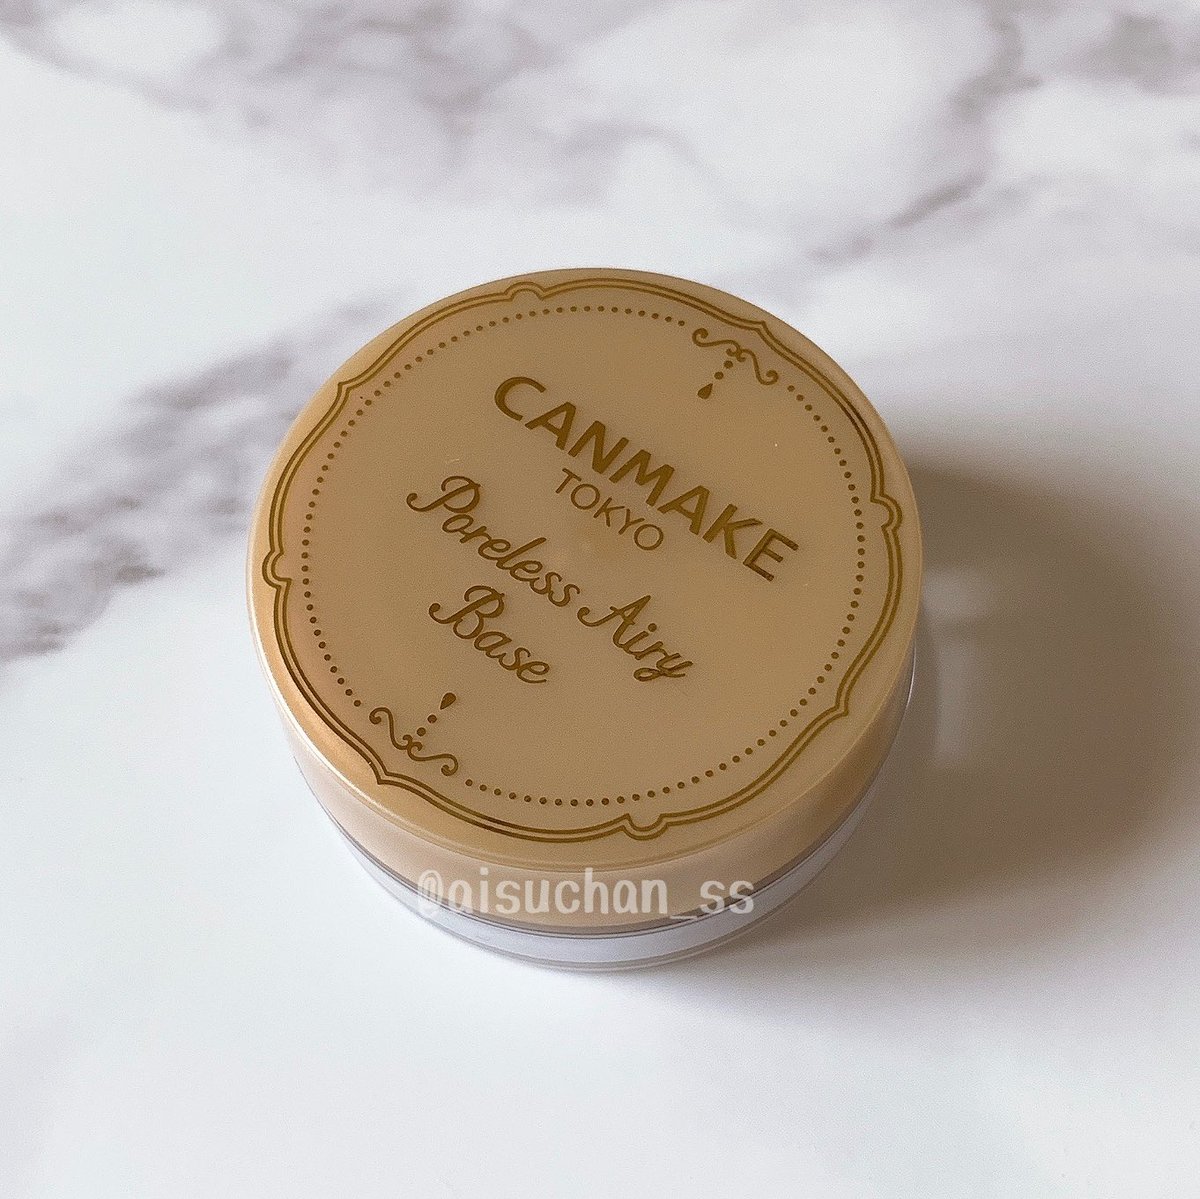 CANMAKE
TOKYO
Poreless Airy
Base
@aisuchan_ss